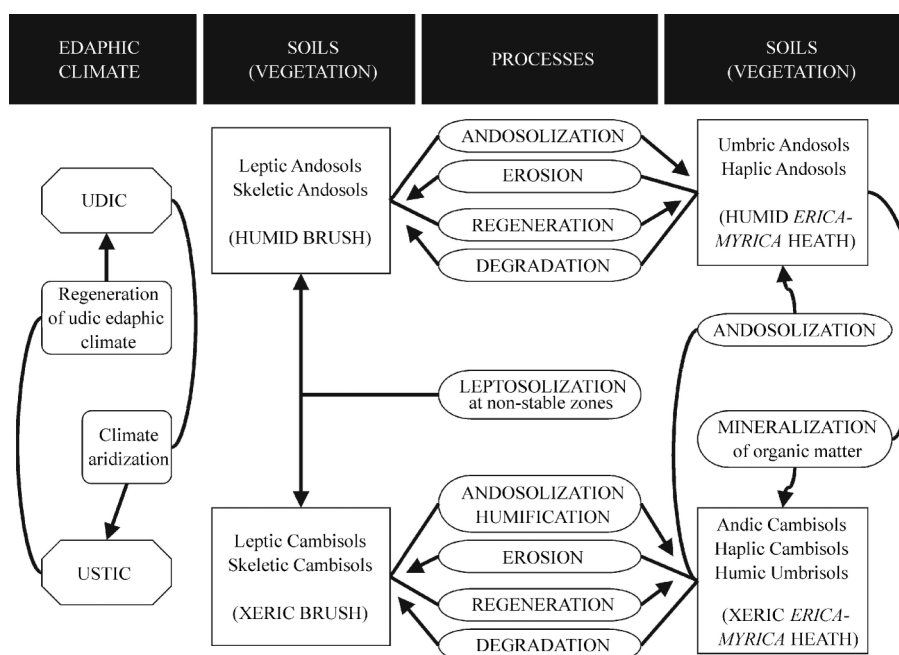 EDAPHIC
CLIMATE
SOILS
(VEGETATION)
PROCESSES
SOILS
(VEGETATION)
UDIC
Regeneration
of udic edaphic
climate
Climate
aridization
USTIC
Leptic Andosols
Skeletic Andosols
(HUMID BRUSH)
Leptic Cambisols
Skeletic Cambisols
(XERIC BRUSH)
ANDOSOLIZATION
EROSION
REGENERATION
DEGRADATION
LEPTOSOLIZATION
at non-stable zones
ANDOSOLIZATION
HUMIFICATION
EROSION
REGENERATION
DEGRADATION
Umbric Andosols
Haplic Andosols
(HUMID ERICA-
MYRICA HEATH)
ANDOSOLIZATION
MINERALIZATION
of organic matter
Andic Cambisols
Haplic Cambisols
Humic Umbrisols
(XERIC ERICA-
MYRICA HEATH)